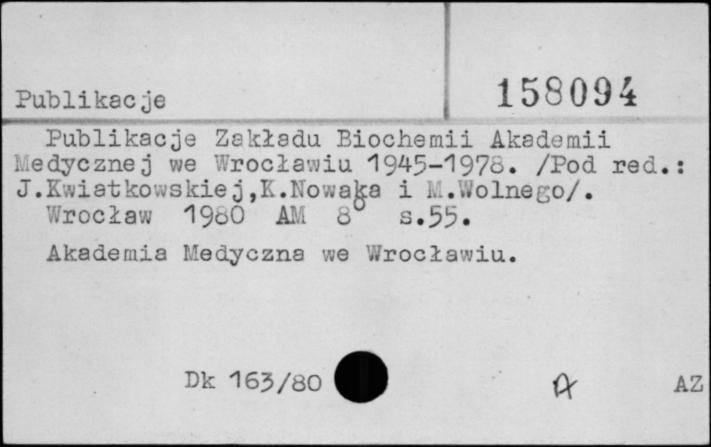 158094
Publikacje
Publikacje Zakładu Biochemii Akademii
Medycznej we Wrocławiu 1945-1978. /Pod red.:
J.Kwiatkowskiej,K.Nowaka i M.Wolnego/.
Wrocław 1980 AM 8° s.55.
Akademia Medyczna we Wrocławiu.
Dk 163/80
AZ